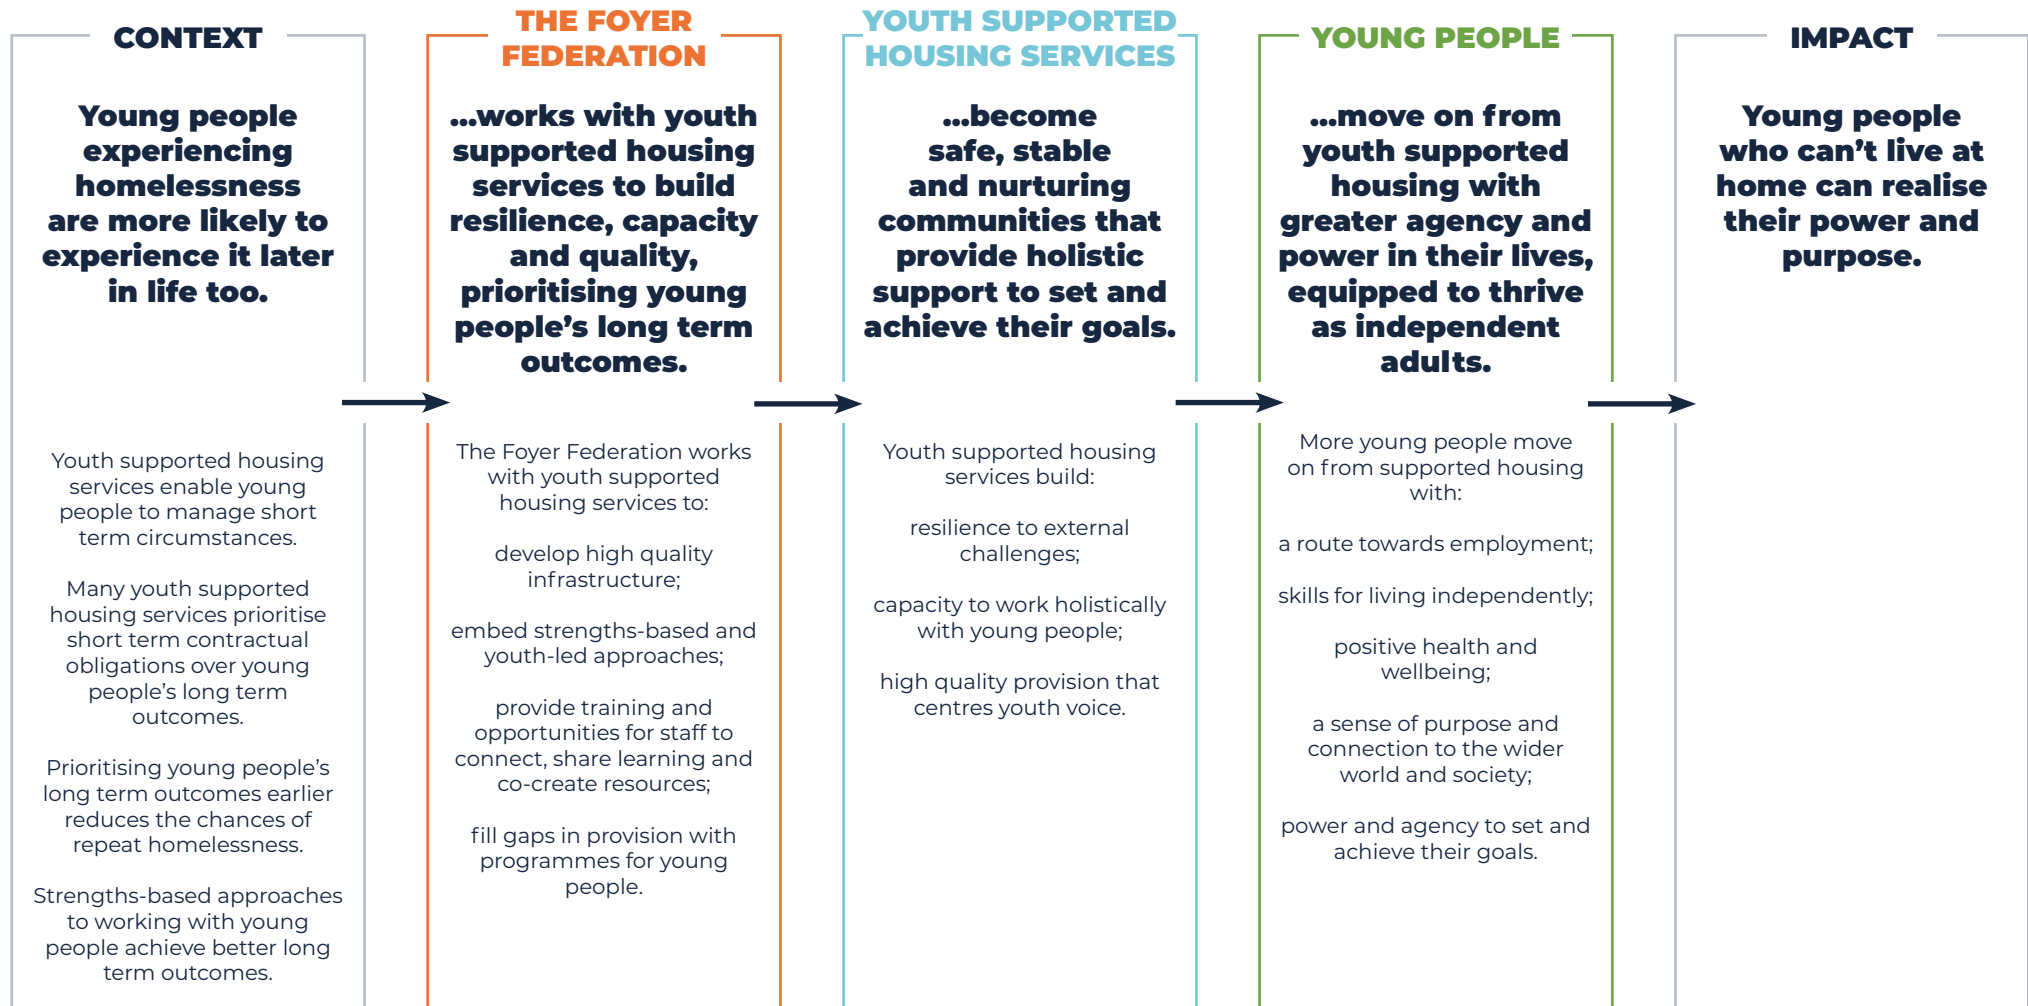 CONTEXT
Young people
experiencing
homelessness
are more likely to
experience it later
in life too.
Youth supported housing
services enable young
people to manage short
term circumstances.
Many youth supported
housing services prioritise
short term contractual
obligations over young
people’s long term
outcomes.
Prioritising young people’s
long term outcomes earlier
reduces the chances of
repeat homelessness.
Strengths-based approaches
to working with young
people achieve better long
term outcomes.
THE FOYER
FEDERATION
...works with youth
supported housing
services to build
resilience, capacity
and quality,
prioritising young
people’s long term
outcomes.
The Foyer Federation works
with youth supported
housing services to:
develop high quality
infrastructure;
embed strengths-based and
youth-led approaches;
provide training and
opportunities for staff to
connect, share learning and
co-create resources;
fill gaps in provision with
programmes for young
people.
YOUTH SUPPORTED
HOUSING SERVICES
...become
safe, stable
and nurturing
communities that
provide holistic
support to set and
achieve their goals.
Youth supported housing
services build:
resilience to external
challenges;
capacity to work holistically
with young people;
high quality provision that
centres youth voice.
YOUNG PEOPLE
...move on from
youth supported
housing with
greater agency and
power in their lives,
equipped to thrive
as independent
adults.
More young people move
on from supported housing
with:
a route towards employment;
skills for living independently;
positive health and
wellbeing;
a sense of purpose and
connection to the wider
world and society;
power and agency to set and
achieve their goals.
IMPACT
Young people
who can’t live at
home can realise
their power and
purpose.